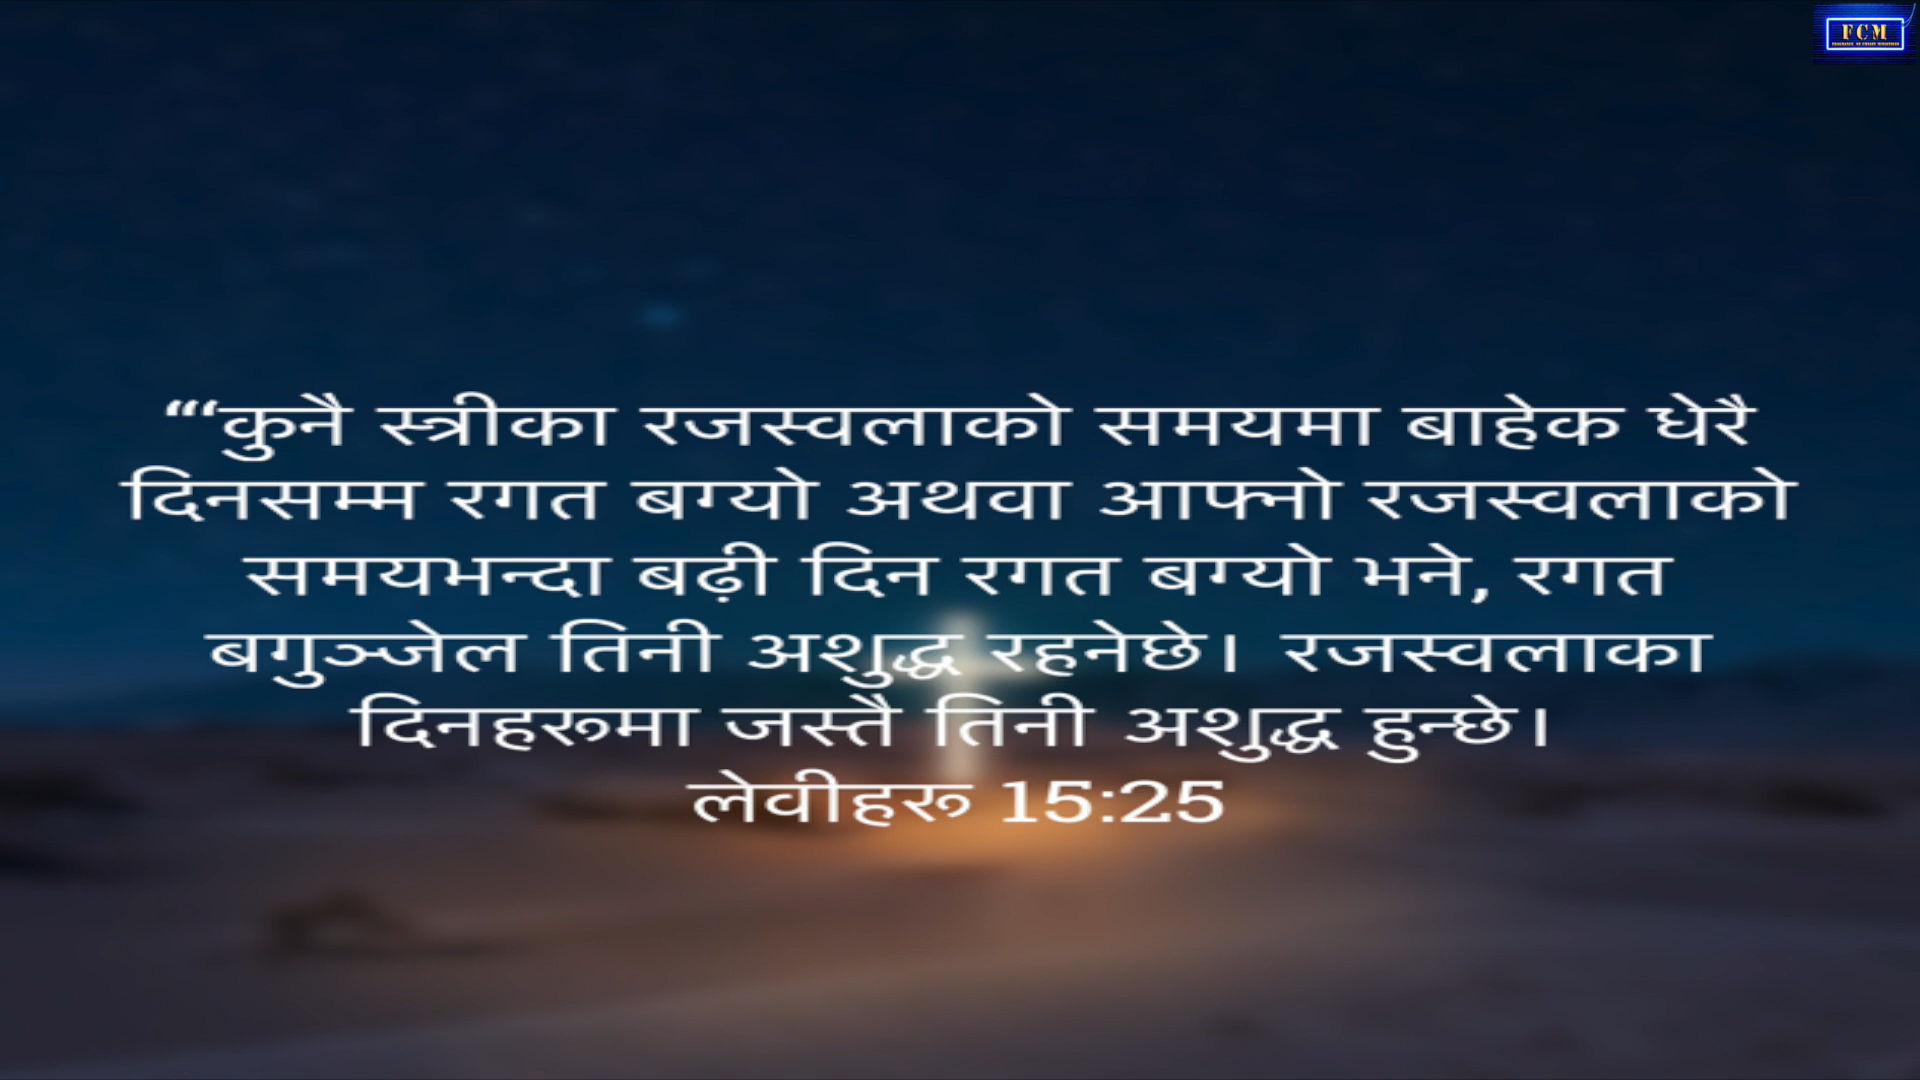 FCM
“‘कुनै स्त्रीका रजस्वलाको समयमा बाहेक धेरै
दिनसम्म रगत बग्यो अथवा आफ्नो रजस्वलाको
समयभन्दा बढ़ी दिन रगत बग्यो भने, रगत
बगुञ्जेल तिनी अशुद्ध रहनेछे। रजस्वलाका
दिनहरूमा जस्तै तिनी अशुद्ध हुन्छे।
लेवीहरू 15:25